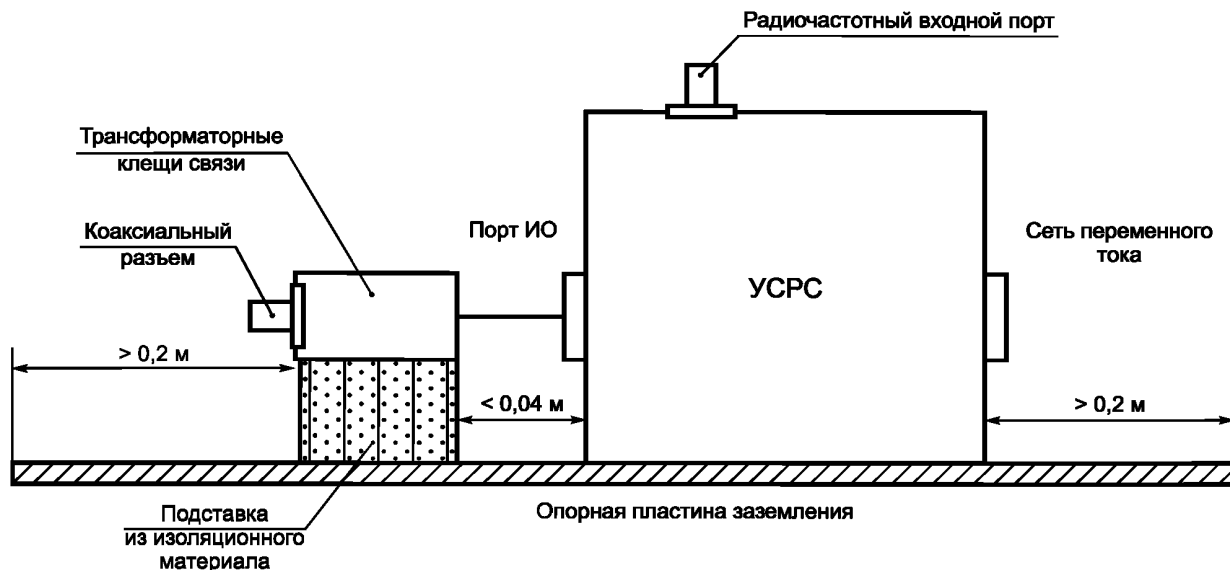 Радиочастотный входной порт
Трансформаторные
клещи связи
Коаксиальный
разъем
Порт ИО
Сеть переменного
тока
УСРС
> 0,2 м
< 0,04 м
> 0,2 м
Опорная пластина заземления
Подставка
из изоляционного
материала